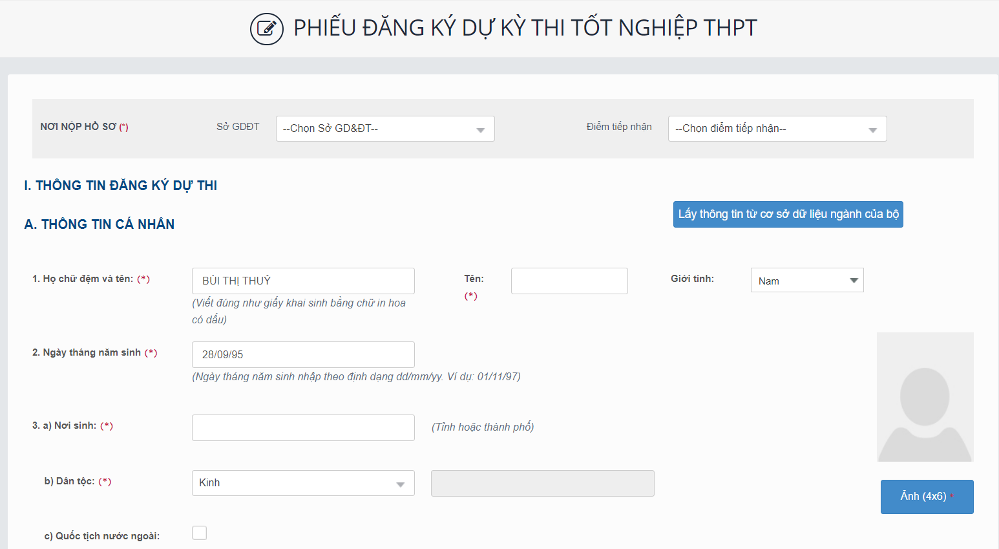 PHIẾU ĐĂNG KÝ DỰ KỲ THI TỐT NGHIỆP THPT
NƠI NỘP HỒ SƠ (*) Sở GDĐT --Chọn Sở GD&ĐT-- Điểm tiếp nhận --Chọn điểm tiếp nhận--
I. THÔNG TIN ĐĂNG KÝ DỰ THI
Lấy thông tin từ cơ sở dữ liệu ngành của bộ
A. THÔNG TIN CÁ NHÂN
1. Họ chữ đệm và tên: (*) BÙI THỊ THUỶ Tên: (*) Giới tính: Nam
(Viết đúng như giấy khai sinh bằng chữ in hoa
có dấu)
2. Ngày tháng năm sinh (*) 28/09/95
(Ngày tháng năm sinh nhập theo định dạng dd/mm/yy. Ví dụ: 01/11/97)
3. a) Nơi sinh: (*) (Tỉnh hoặc thành phố)
b) Dân tộc: (*) Kinh
Ảnh (4x6) *
c) Quốc tịch nước ngoài: